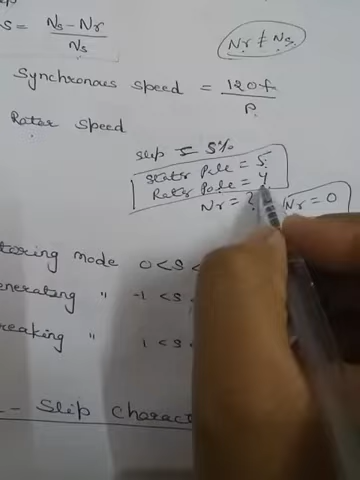 S = Ns - Nr / Ns
Nr ≠ Ns
Synchronous speed = 120f / P
Rotor Speed
slip = 5%
Stator Pole = 5
Rotor Pole = 4
Nr = ?
Nr = 0
toring mode 0 < S <
enerating " -1 < S
reaking " 1 < S
- Slip Charact